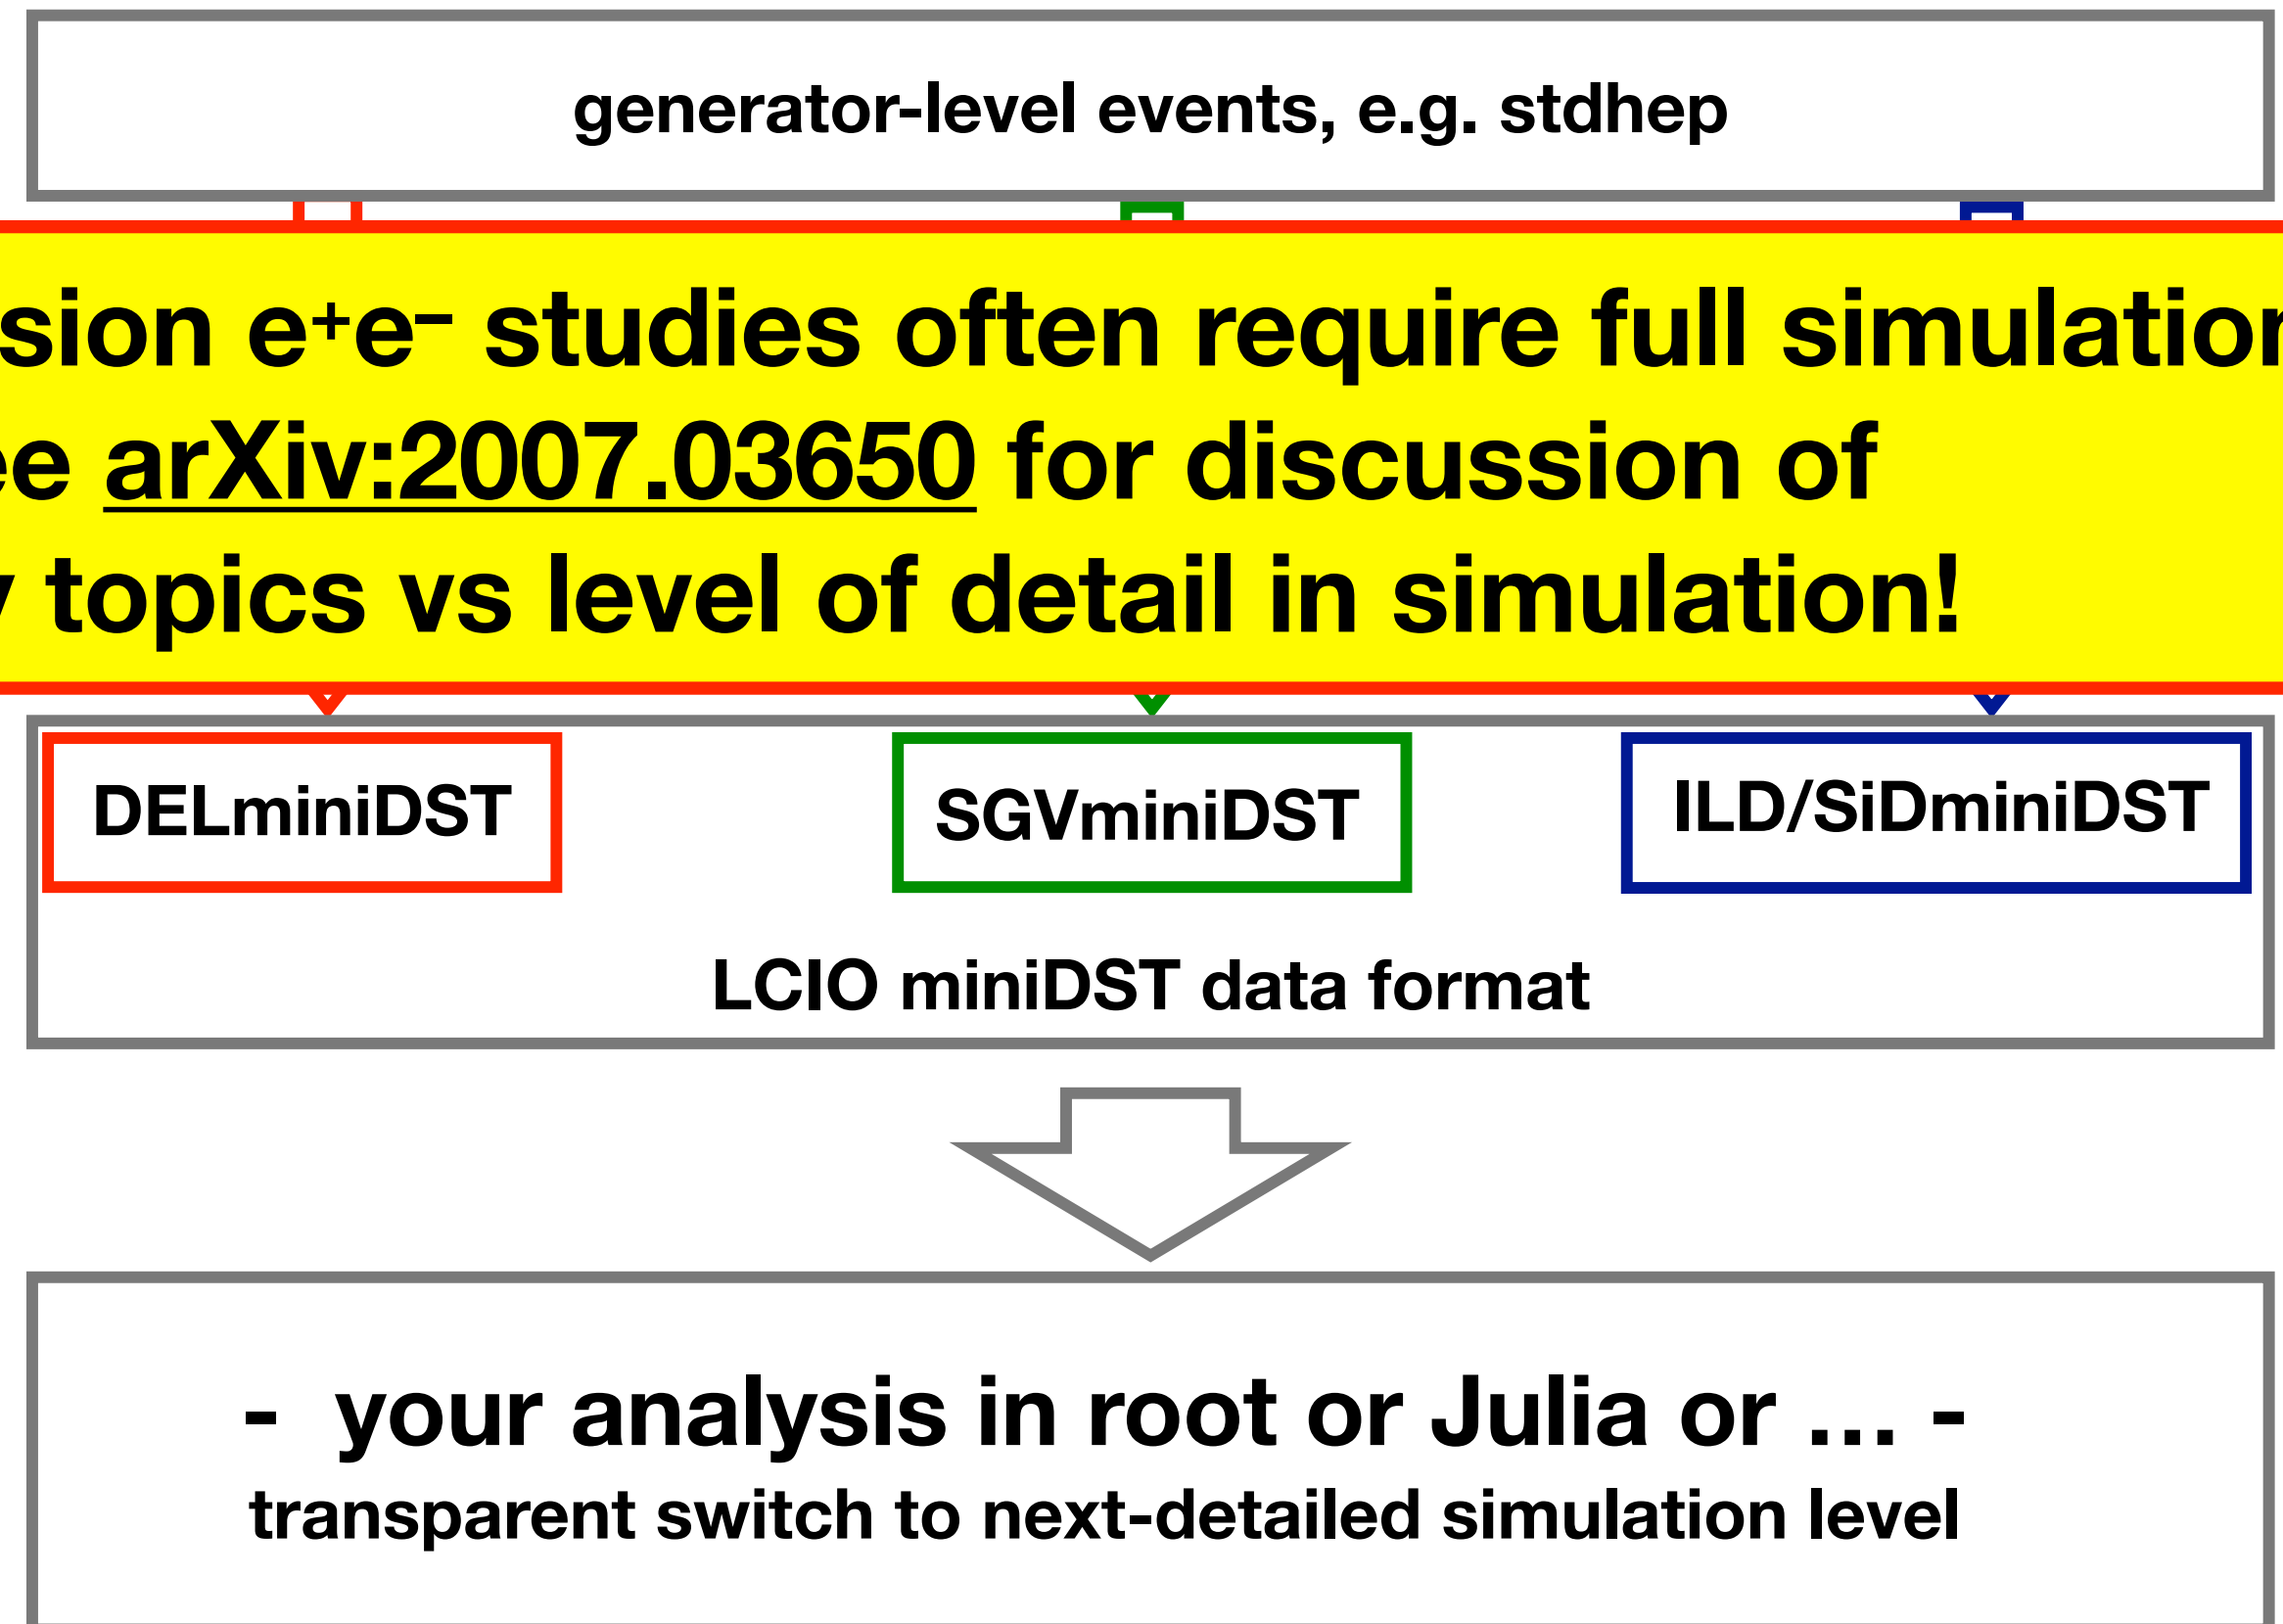 generator-level events, e.g. stdhep
sion e⁺e⁻ studies often require full simulation
e arXiv:2007.03650 for discussion of
topics vs level of detail in simulation!
DELminiDST
SGVminiDST
ILD/SiDminiDST
LCIO miniDST data format
- your analysis in root or Julia or ... -
transparent switch to next-detailed simulation level